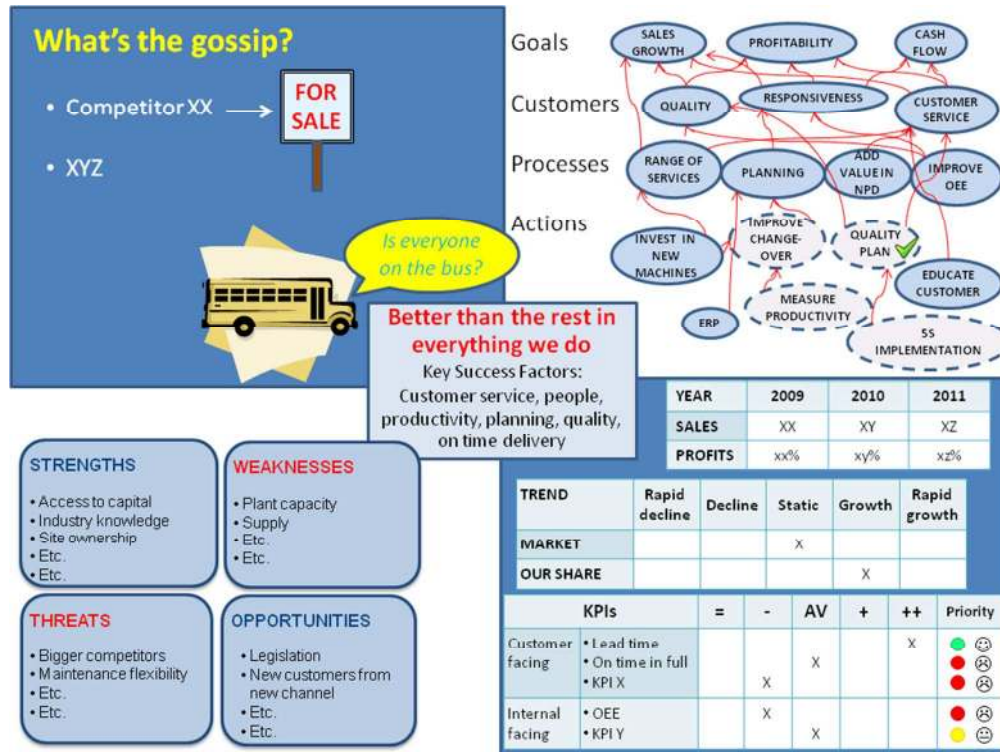 What's the gossip?
• Competitor XX
FOR
SALE
• XYZ
Is everyone
on the bus?
Goals
SALES
GROWTH
PROFITABILITY
CASH
FLOW
Customers
QUALITY
RESPONSIVENESS
CUSTOMER
SERVICE
Processes
RANGE OF
SERVICES
PLANNING
ADD
VALUE IN
NPD
IMPROVE
OEE
Actions
INVEST IN
NEW
MACHINES
IMPROVE
CHANGE-
OVER
QUALITY
PLAN
EDUCATE
CUSTOMER
ERP
MEASURE
PRODUCTIVITY
5S
IMPLEMENTATION
Better than the rest in
everything we do
Key Success Factors:
Customer service, people,
productivity, planning, quality,
on time delivery
STRENGTHS
• Access to capital
• Industry knowledge
• Site ownership
• Etc.
• Etc.
WEAKNESSES
• Plant capacity
• Supply
- Etc.
• Etc.
THREATS
• Bigger competitors
• Maintenance flexibility
• Etc.
• Etc.
OPPORTUNITIES
• Legislation
• New customers from
new channel
• Etc.
• Etc.
YEAR 2009 2010 2011
SALES XX XY XZ
PROFITS xx% xy% xz%
TREND Rapid decline Decline Static Growth Rapid growth
MARKET X
OUR SHARE X
KPIs = - AV + ++ Priority
Customer facing • Lead time X
• On time in full X
• KPI X X
Internal facing • OEE X
• KPI Y X